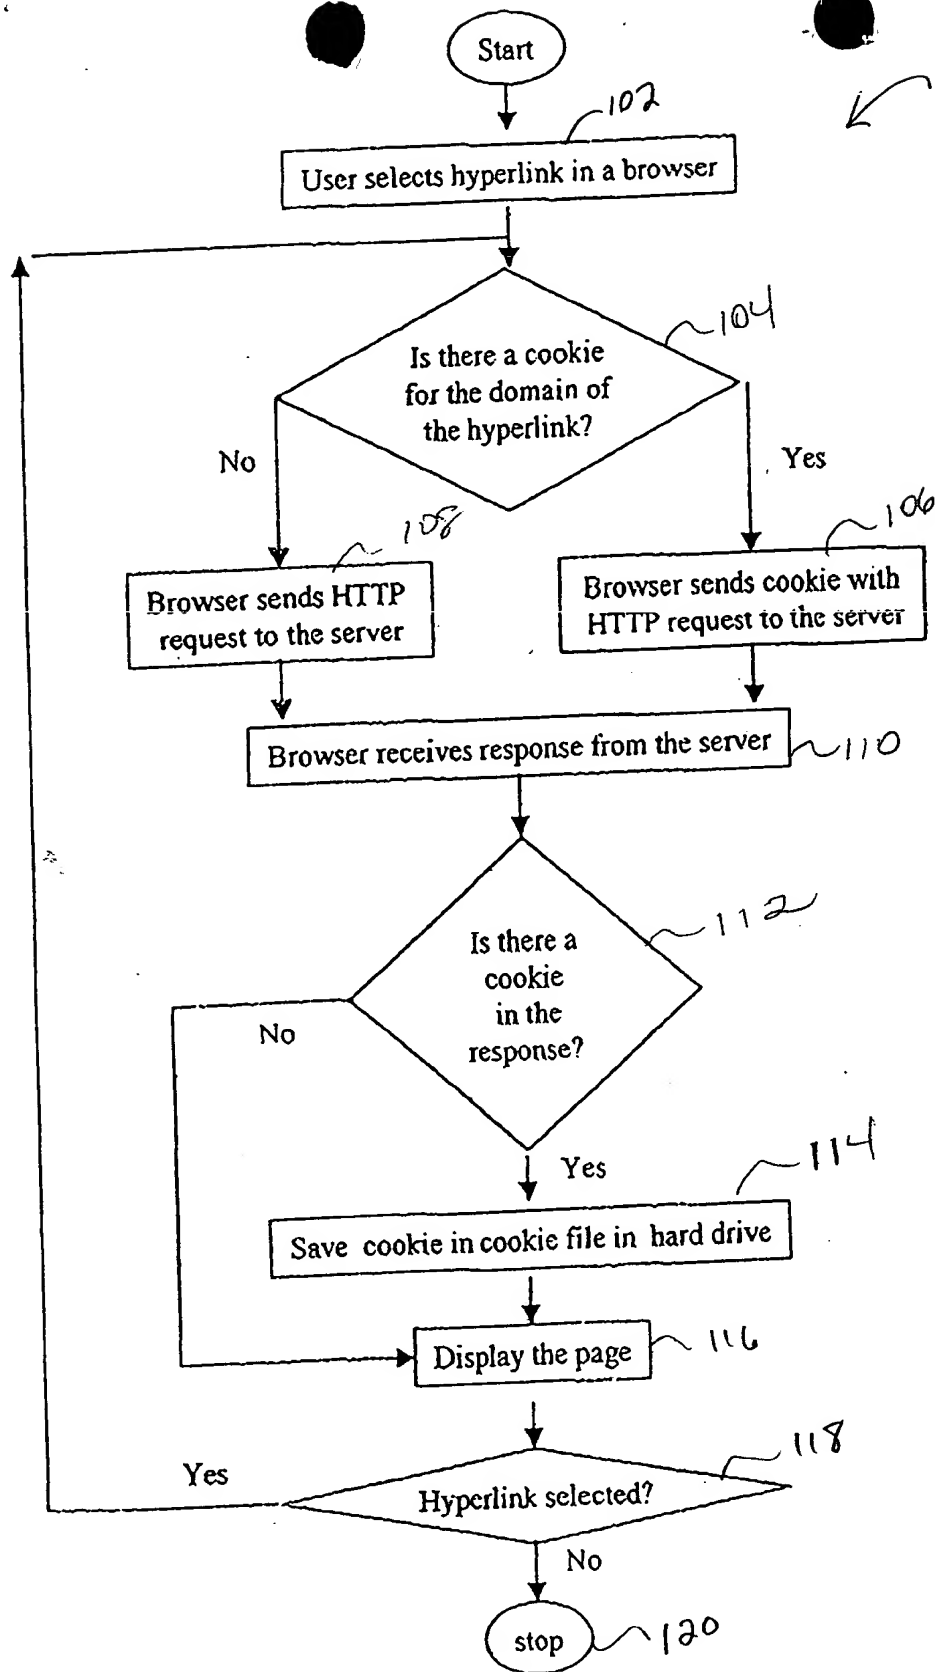 Start
102
User selects hyperlink in a browser
104
Is there a cookie
for the domain of
the hyperlink?
No
Yes
108
106
Browser sends HTTP
request to the server
Browser sends cookie with
HTTP request to the server
Browser receives response from the server
110
112
Is there a
cookie
in the
response?
No
Yes
114
Save cookie in cookie file in hard drive
Display the page
116
118
Yes
Hyperlink selected?
No
stop
120